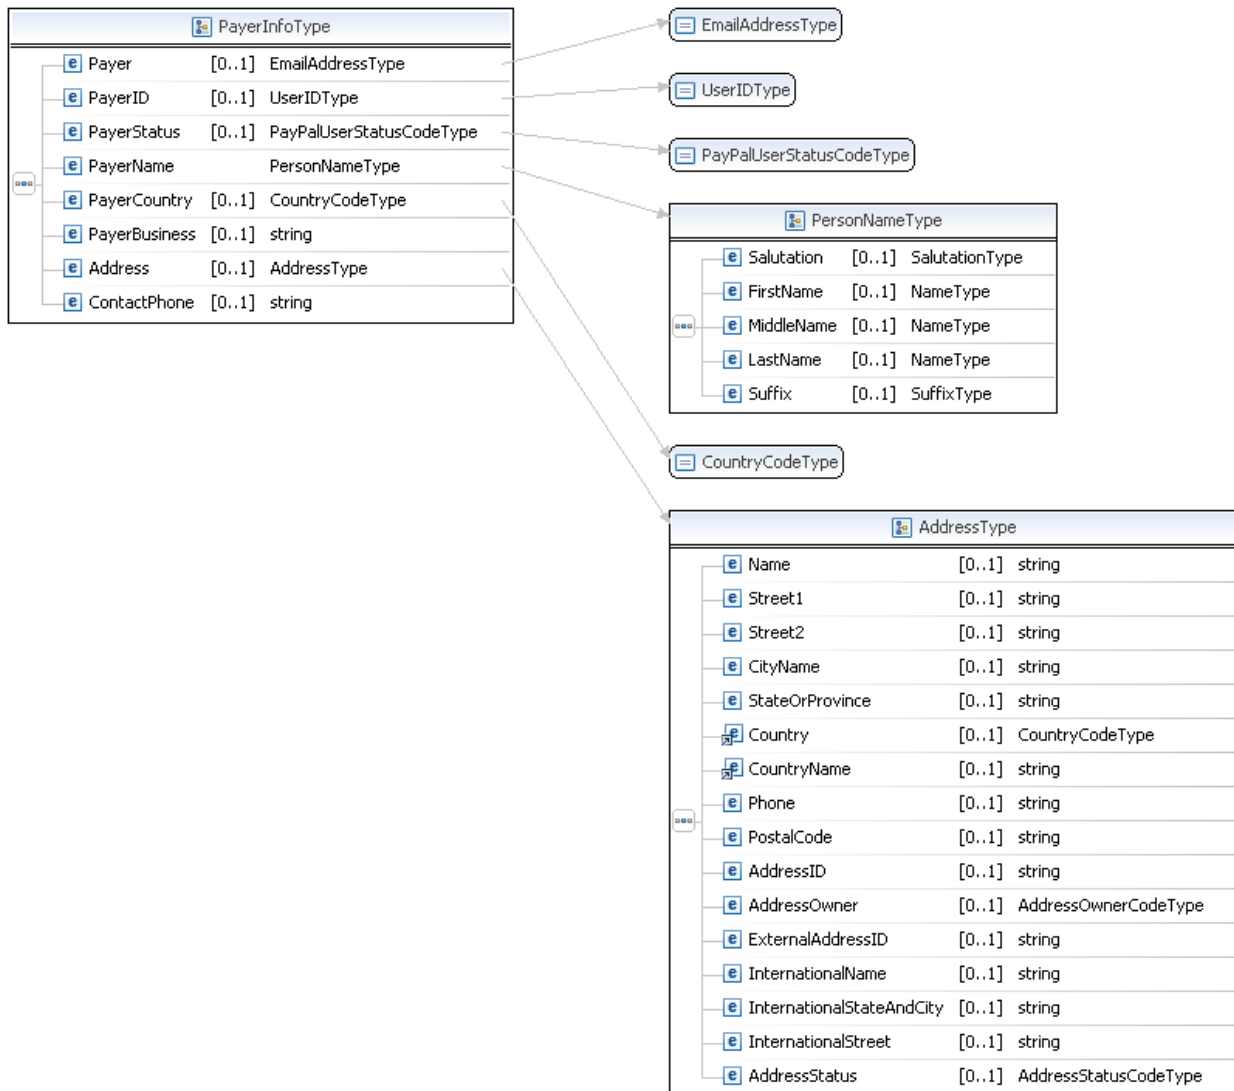 PayerInfoType
e Payer [0..1] EmailAddressType
e PayerID [0..1] UserIDType
e PayerStatus [0..1] PayPalUserStatusCodeType
e PayerName PersonNameType
e PayerCountry [0..1] CountryCodeType
e PayerBusiness [0..1] string
e Address [0..1] AddressType
e ContactPhone [0..1] string
EmailAddressType
UserIDType
PayPalUserStatusCodeType
PersonNameType
e Salutation [0..1] SalutationType
e FirstName [0..1] NameType
e MiddleName [0..1] NameType
e LastName [0..1] NameType
e Suffix [0..1] SuffixType
CountryCodeType
AddressType
e Name [0..1] string
e Street1 [0..1] string
e Street2 [0..1] string
e CityName [0..1] string
e StateOrProvince [0..1] string
e Country [0..1] CountryCodeType
e CountryName [0..1] string
e Phone [0..1] string
e PostalCode [0..1] string
e AddressID [0..1] string
e AddressOwner [0..1] AddressOwnerCodeType
e ExternalAddressID [0..1] string
e InternationalName [0..1] string
e InternationalStateAndCity [0..1] string
e InternationalStreet [0..1] string
e AddressStatus [0..1] AddressStatusCodeType